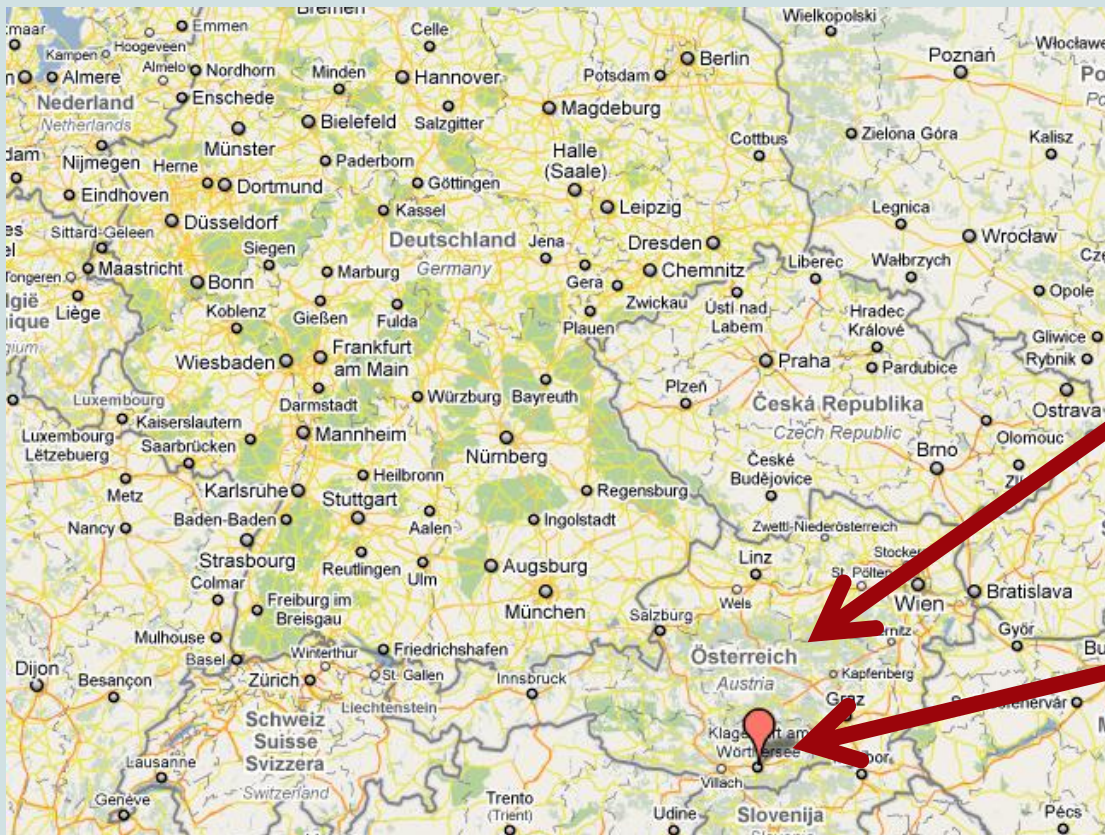 Bremen
Emmen
Celle
Wielkopolski
Hoogeveen
Kampen
Almelo
Almere
Nordhorn
Minden
Hannover
Potsdam
Berlin
Poznań
Nederland
Netherlands
Enschede
Bielefeld
Salzgitter
Magdeburg
Münster
Cottbus
Zielona Góra
Kalisz
Nijmegen
Herne
Paderborn
Halle
(Saale)
Eindhoven
Dortmund
Göttingen
Düsseldorf
Kassel
Leipzig
Legnica
Wrocław
Sittard-Geleen
Siegen
Deutschland
Germany
Jena
Dresden
Maastricht
Marburg
Gera
Chemnitz
Liberec
Wałbrzych
Tongeren
Bonn
Zwickau
Opole
Liège
Koblenz
Gießen
Fulda
Plauen
Ústí nad
Labem
Hradec
Králové
Gliwice
Wiesbaden
Frankfurt
am Main
Praha
Pardubice
Rybnik
Luxembourg
Darmstadt
Würzburg
Bayreuth
Plzeň
Česká Republika
Czech Republic
Ostrava
Kaiserslautern
Mannheim
Nürnberg
Olomouc
Luxembourg
Lëtzebuerg
Saarbrücken
Brno
Heilbronn
České
Budějovice
Metz
Karlsruhe
Stuttgart
Regensburg
Nancy
Baden-Baden
Aalen
Ingolstadt
Zwettl-Niederösterreich
Strasbourg
Reutlingen
Ulm
Augsburg
Linz
Stocker
St. Pölten
Colmar
Freiburg im
Breisgau
München
Wels
Wien
Bratislava
Mulhouse
Salzburg
Győr
Basel
Winterthur
Friedrichshafen
Österreich
Austria
Dijon
Besançon
Zürich
St. Gallen
Innsbruck
Kapfenberg
Liechtenstein
Graz
Schweiz
Suisse
Svizzera
Switzerland
Lausanne
Villach
Genève
Trento
(Trient)
Udine
Slovenija
Pécs